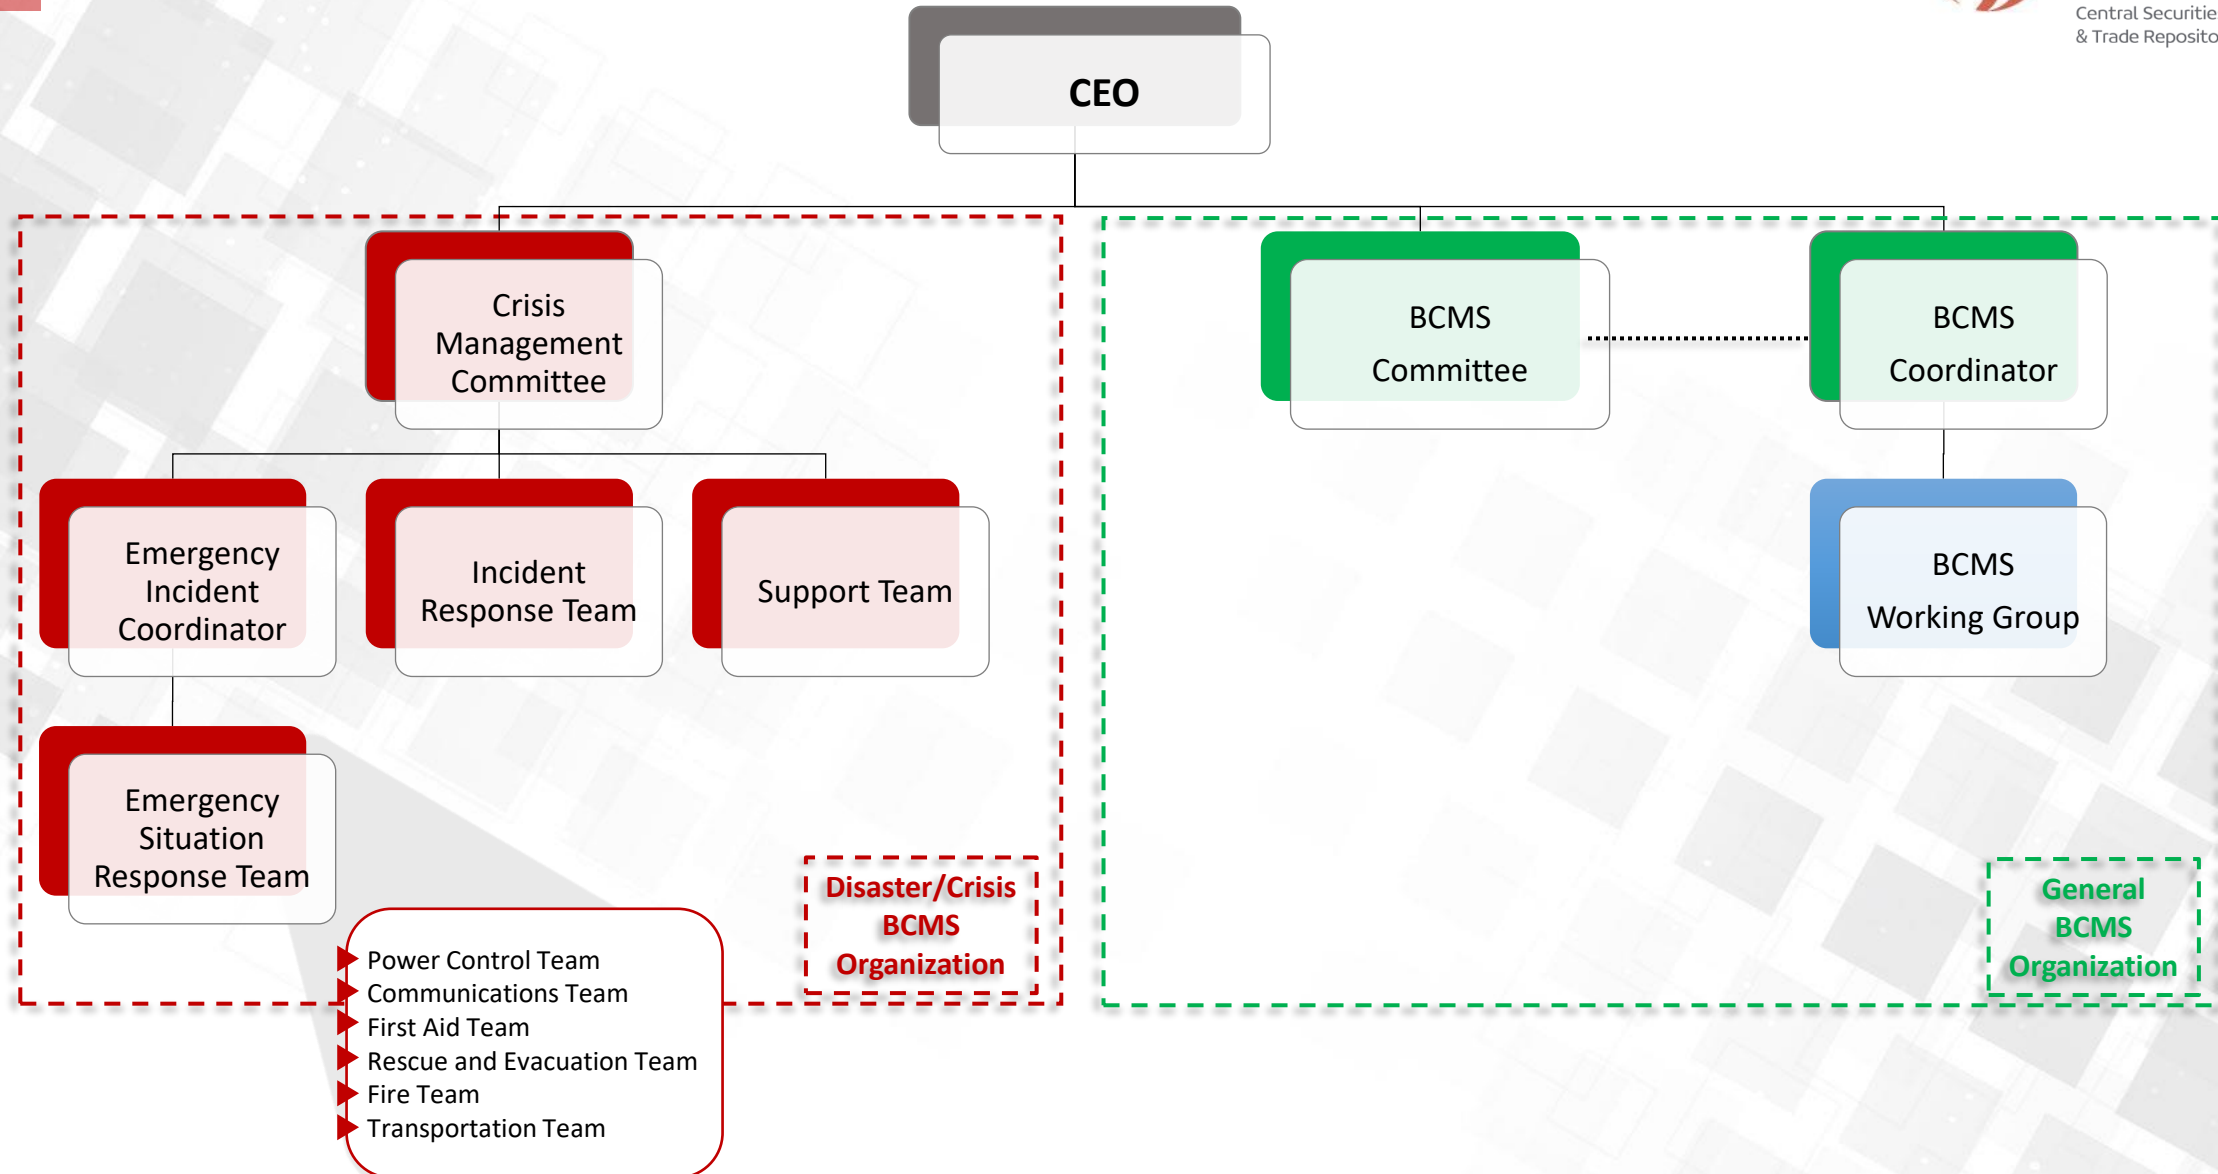 Central Securitie
& Trade Reposito
CEO
Crisis
Management
Committee
BCMS
Committee
BCMS
Coordinator
Emergency
Incident
Coordinator
Incident
Response Team
Support Team
BCMS
Working Group
Emergency
Situation
Response Team
Disaster/Crisis
BCMS
Organization
General
BCMS
Organization
Power Control Team
Communications Team
First Aid Team
Rescue and Evacuation Team
Fire Team
Transportation Team